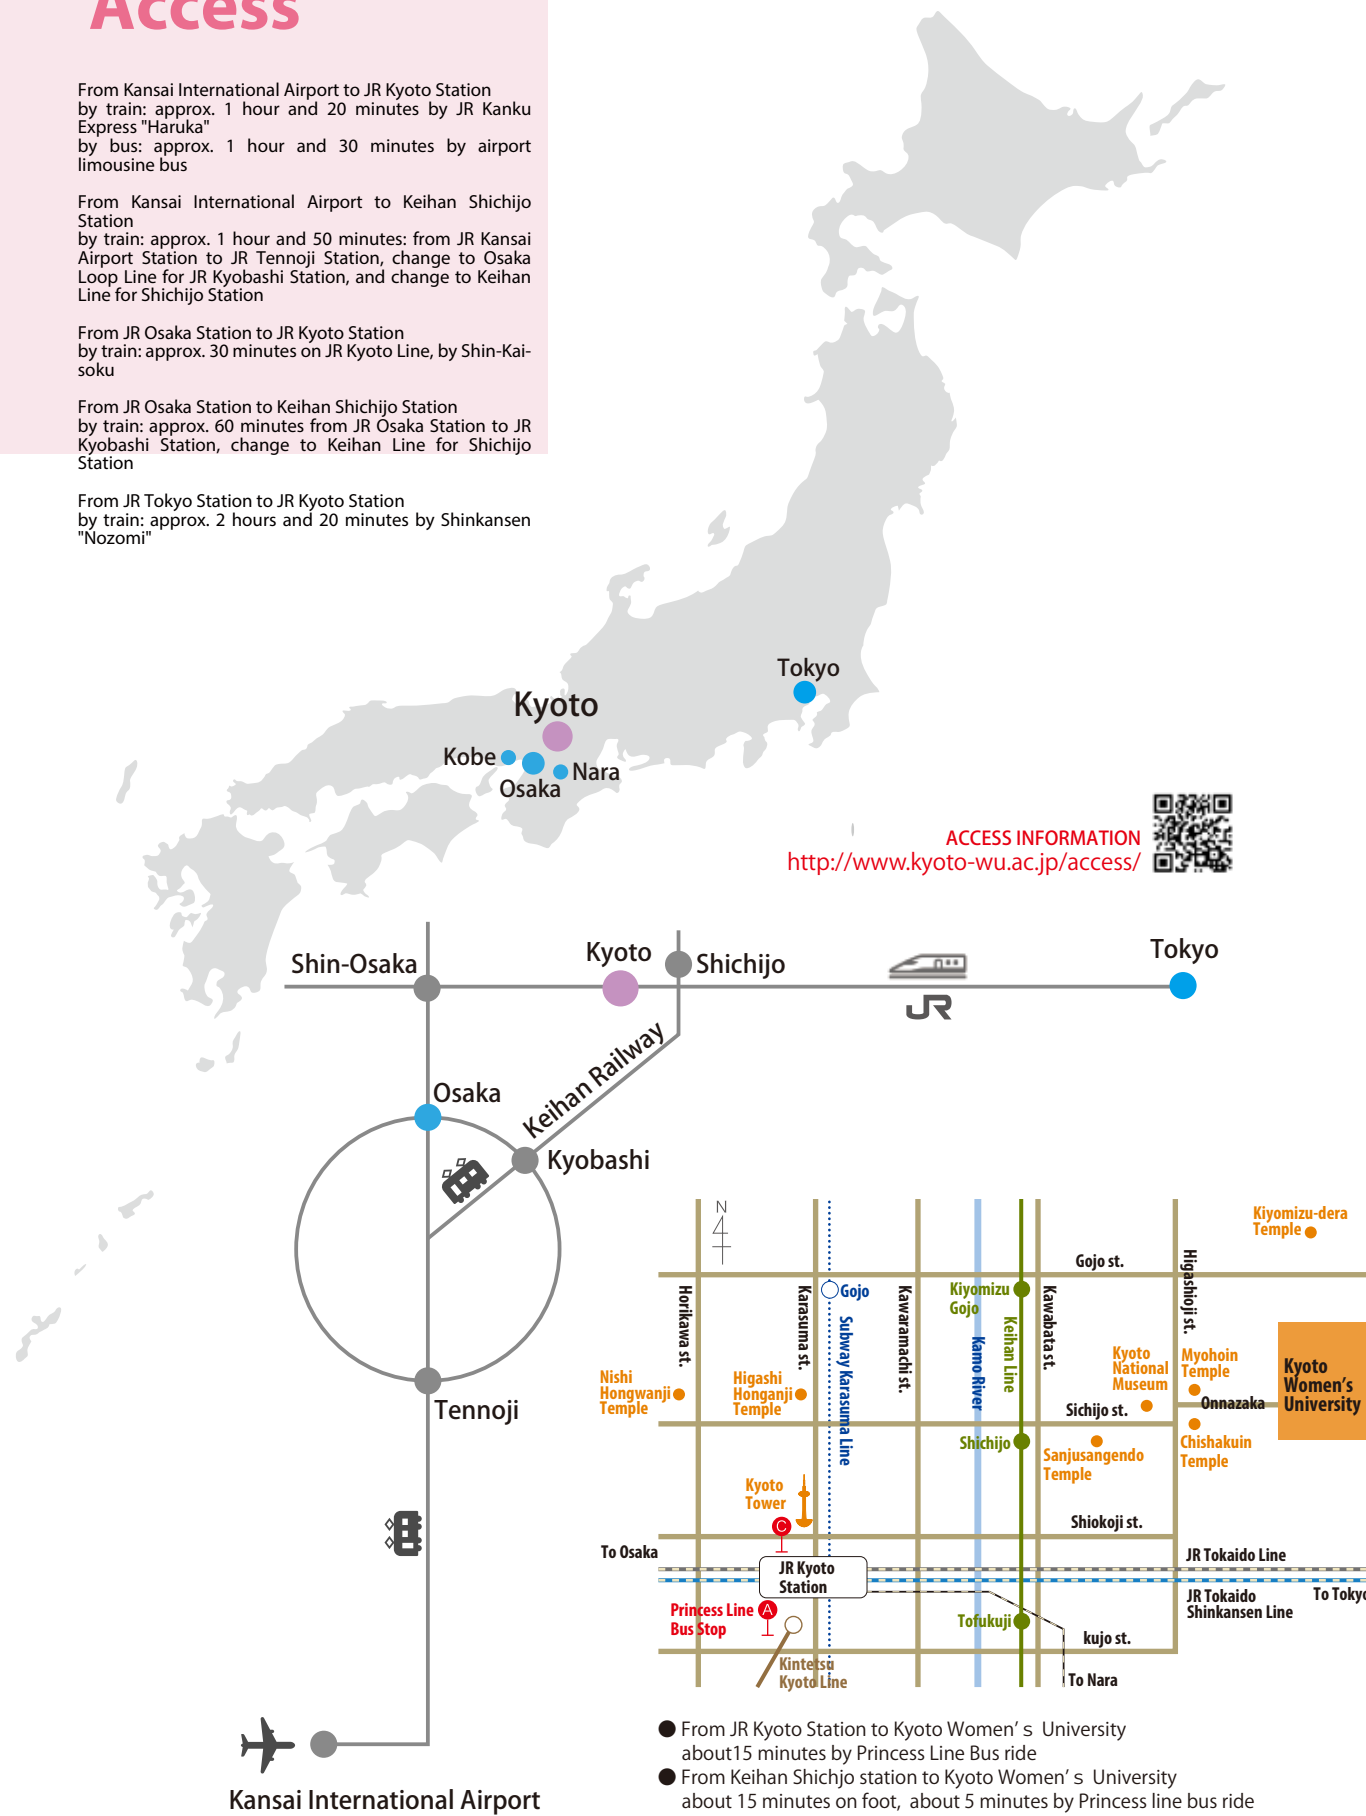 Access
From Kansai International Airport to JR Kyoto Station
by train: approx. 1 hour and 20 minutes by JR Kanku
Express "Haruka"
by bus: approx. 1 hour and 30 minutes by airport
limousine bus
From Kansai International Airport to Keihan Shichijo
Station
by train: approx. 1 hour and 50 minutes: from JR Kansai
Airport Station to JR Tennoji Station, change to Osaka
Loop Line for JR Kyobashi Station, and change to Keihan
Line for Shichijo Station
From JR Osaka Station to JR Kyoto Station
by train: approx. 30 minutes on JR Kyoto Line, by Shin-Kai-
soku
From JR Osaka Station to Keihan Shichijo Station
by train: approx. 60 minutes from JR Osaka Station to JR
Kyobashi Station, change to Keihan Line for Shichijo
Station
From JR Tokyo Station to JR Kyoto Station
by train: approx. 2 hours and 20 minutes by Shinkansen
"Nozomi"
Tokyo
Kyoto
Kobe
Nara
Osaka
ACCESS INFORMATION
http://www.kyoto-wu.ac.jp/access/
Shin-Osaka
Kyoto
Shichijo
Tokyo
JR
Keihan Railway
Osaka
Kyobashi
Tennoji
Kansai International Airport
N
Kiyomizu-dera
Temple
Gojo st.
Higashioji st.
Horikawa st.
Karasuma st.
Gojo
Subway Karasuma Line
Kawaramachi st.
Kiyomizu
Gojo
Keihan Line
Kamo River
Kawabata st.
Kyoto
National
Museum
Myohoin
Temple
Kyoto
Women's
University
Nishi
Hongwanji
Temple
Higashi
Honganji
Temple
Onnazaka
Sichijo st.
Shichijo
Sanjusangendo
Temple
Chishakuin
Temple
Kyoto
Tower
C
Shiokoji st.
To Osaka
JR Kyoto
Station
JR Tokaido Line
JR Tokaido
Shinkansen Line
To Tokyo
Princess Line
Bus Stop
A
Tofukuji
kujo st.
Kintetsu
Kyoto Line
To Nara
● From JR Kyoto Station to Kyoto Women’ｓ University
about15 minutes by Princess Line Bus ride
● From Keihan Shichjo station to Kyoto Women’ｓ University
about 15 minutes on foot, about 5 minutes by Princess line bus ride